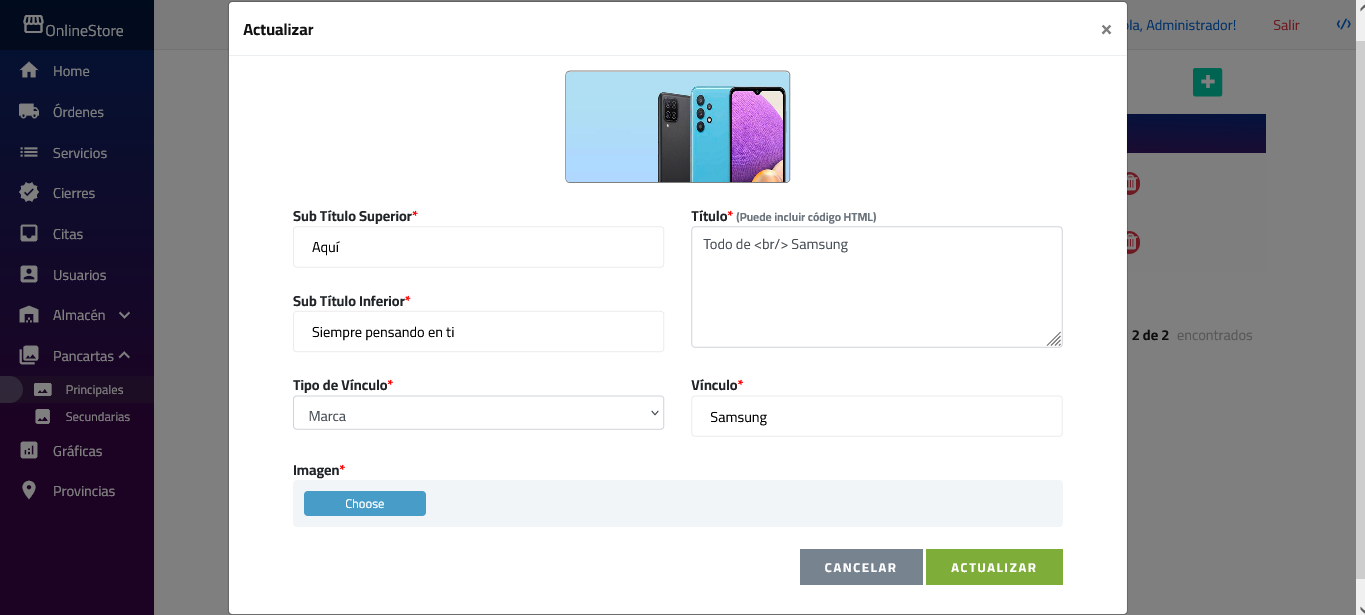 OnlineStore
Home
Órdenes
Servicios
Cierres
Citas
Usuarios
Almacén
Pancartas
Principales
Secundarias
Gráficas
Provincias
Administrador!
Salir
Actualizar
×
Sub Título Superior*
Aquí
Título* (Puede incluir código HTML)
Todo de <br/> Samsung
Sub Título Inferior*
Siempre pensando en ti
2 de 2 encontrados
Tipo de Vínculo*
Marca
Vínculo*
Samsung
Imagen*
Choose
CANCELAR
ACTUALIZAR